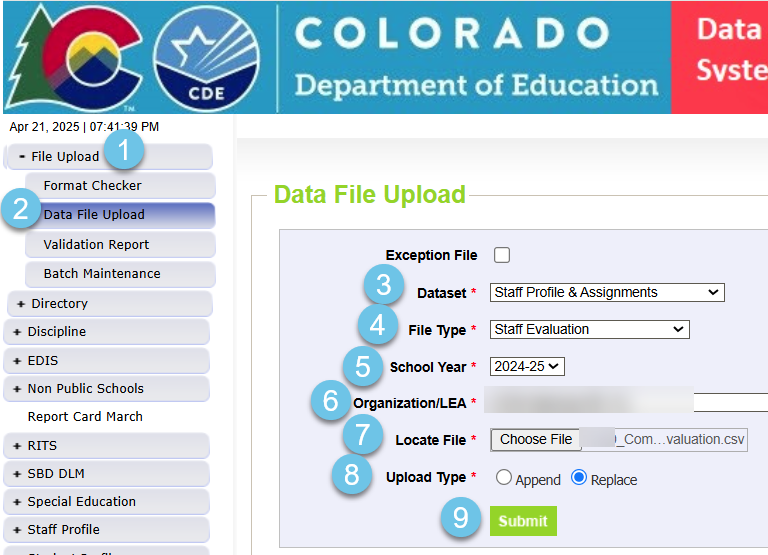 COLORADO
Department of Education
CDE
TM
Data
Syste
Apr 21, 2025 | 07:41:39 PM
- File Upload 1
Format Checker
2 Data File Upload
Validation Report
Batch Maintenance
+ Directory
+ Discipline
+ EDIS
+ Non Public Schools
Report Card March
+ RITS
+ SBD DLM
+ Special Education
+ Staff Profile
Data File Upload
Exception File
3 Dataset * Staff Profile & Assignments
4 File Type * Staff Evaluation
5 School Year * 2024-25
6 Organization/LEA *
7 Locate File * Choose File _Com...valuation.csv
8 Upload Type * Append Replace
9 Submit